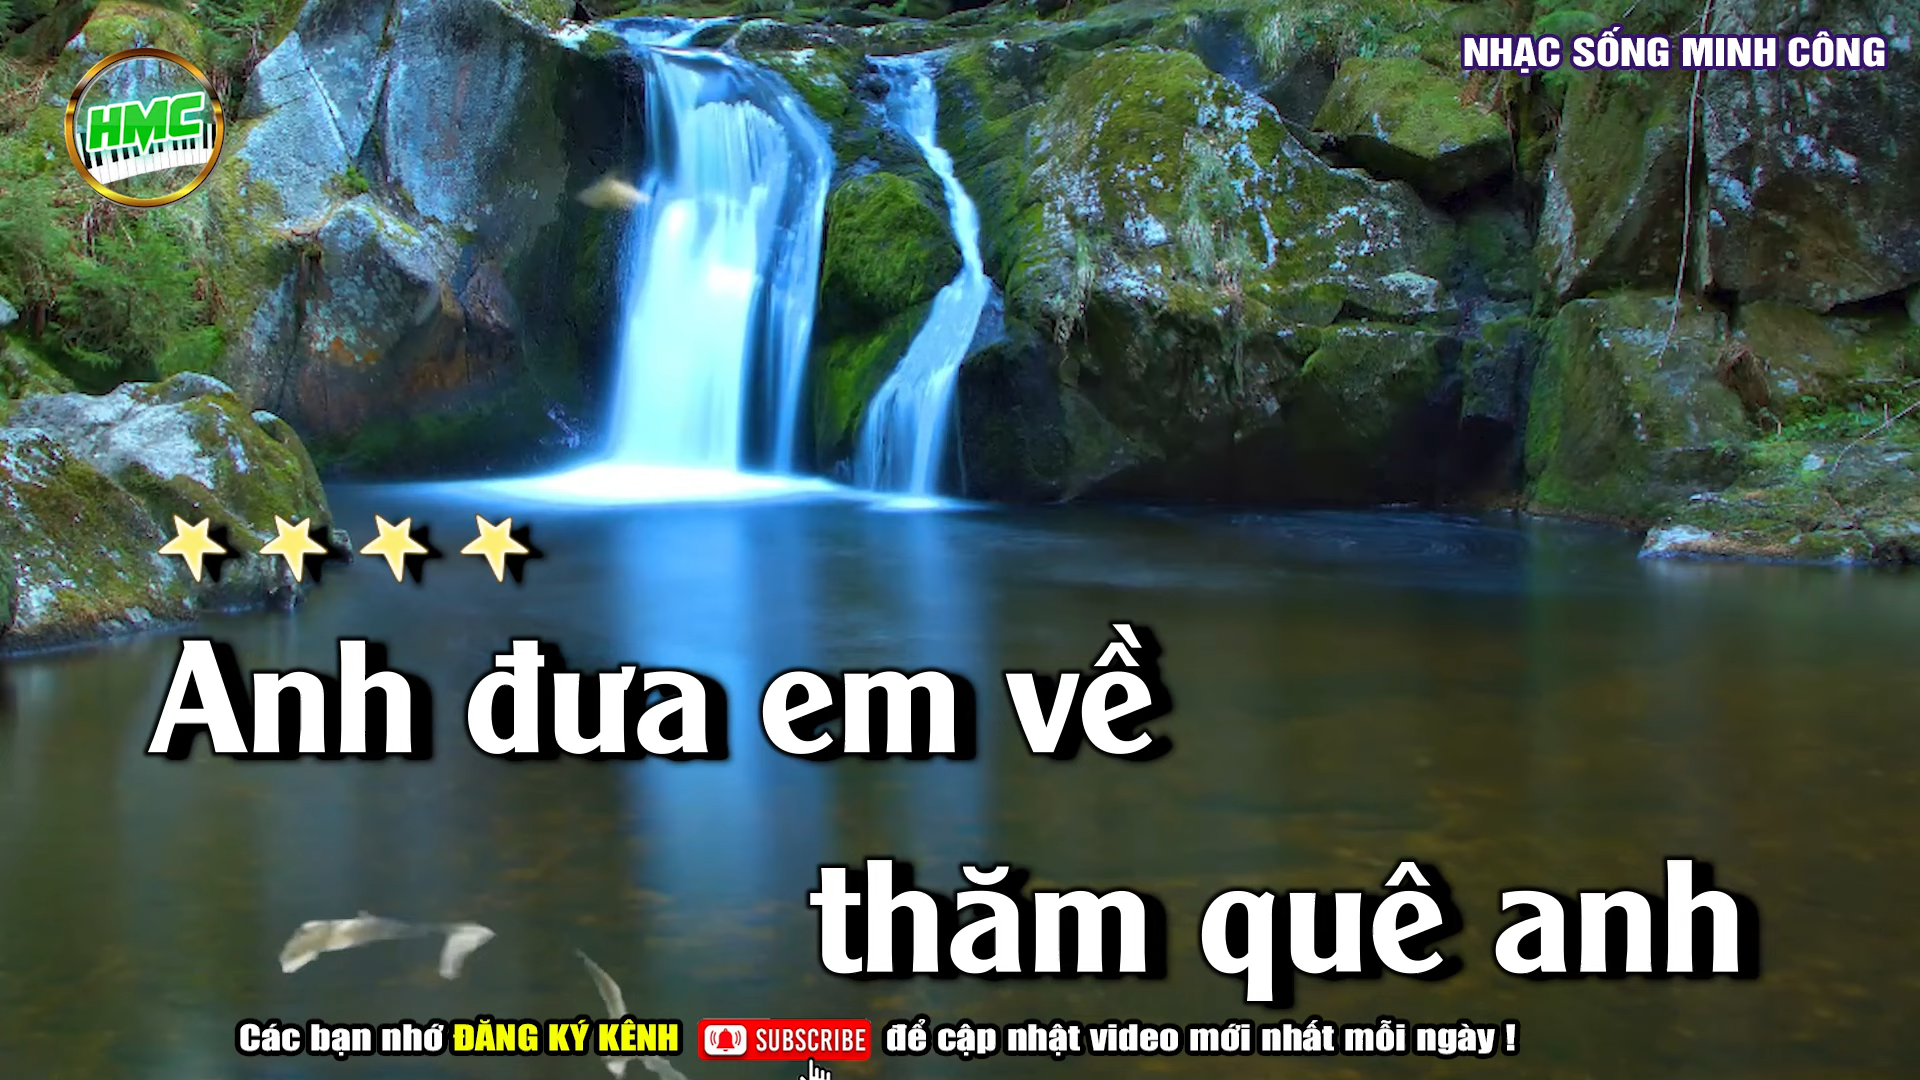 NHẠC SỐNG MINH CÔNG
HMC
Anh đưa em về
thăm quê anh
Các bạn nhớ ĐĂNG KÝ KÊNH SUBSCRIBE để cập nhật video mới nhất mỗi ngày !